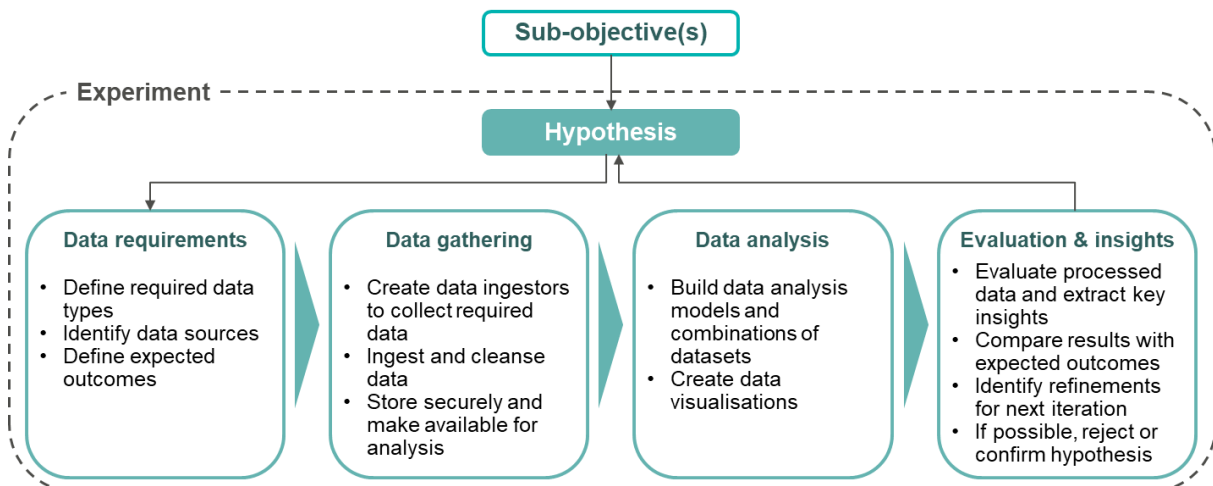 Sub-objective(s)
Experiment
Hypothesis
Data requirements
• Define required data
types
• Identify data sources
• Define expected
outcomes
Data gathering
• Create data ingestors
to collect required
data
• Ingest and cleanse
data
• Store securely and
make available for
analysis
Data analysis
• Build data analysis
models and
combinations of
datasets
• Create data
visualisations
Evaluation & insights
• Evaluate processed
data and extract key
insights
• Compare results with
expected outcomes
• Identify refinements
for next iteration
• If possible, reject or
confirm hypothesis